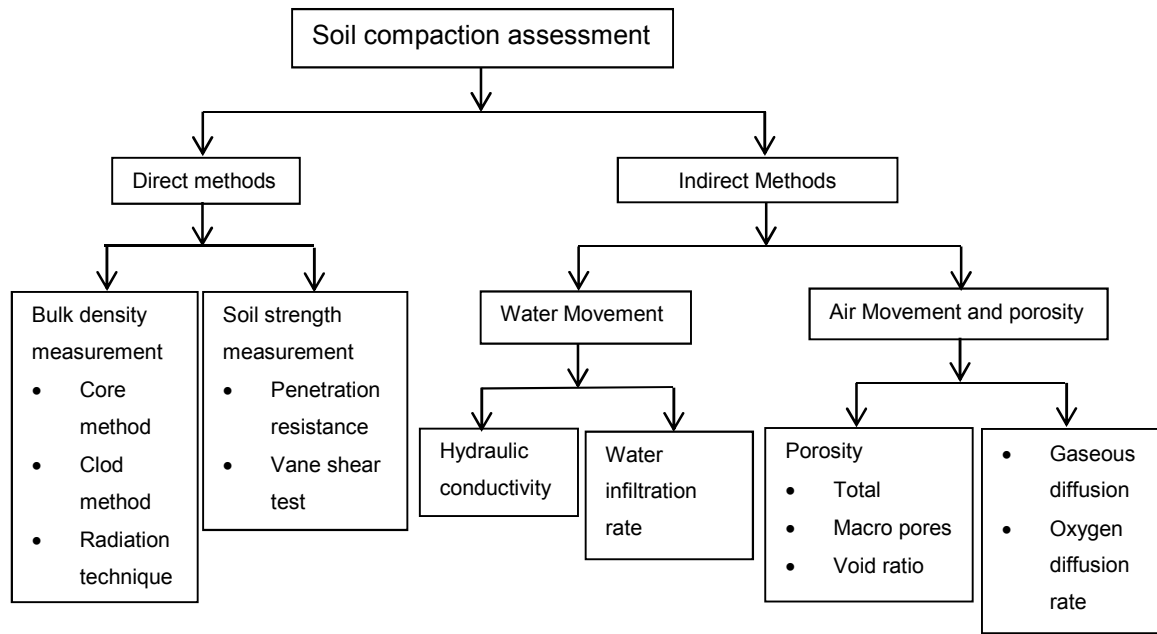 Soil compaction assessment
Direct methods
Indirect Methods
Bulk density
measurement
• Core
method
• Clod
method
• Radiation
technique
Soil strength
measurement
• Penetration
resistance
• Vane shear
test
Water Movement
Air Movement and porosity
Hydraulic
conductivity
Water
infiltration
rate
Porosity
• Total
• Macro pores
• Void ratio
• Gaseous
diffusion
• Oxygen
diffusion
rate